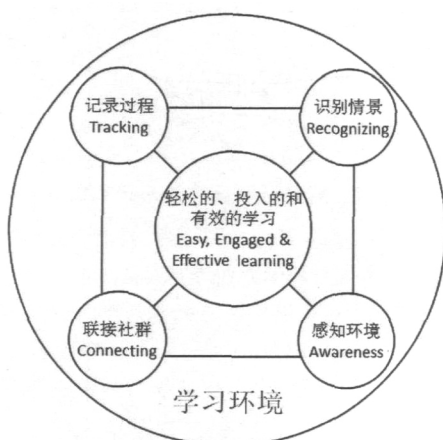 记录过程
Tracking
识别情景
Recognizing
轻松的、投入的和
有效的学习
Easy, Engaged &
Effective learning
联接社群
Connecting
感知环境
Awareness
学习环境